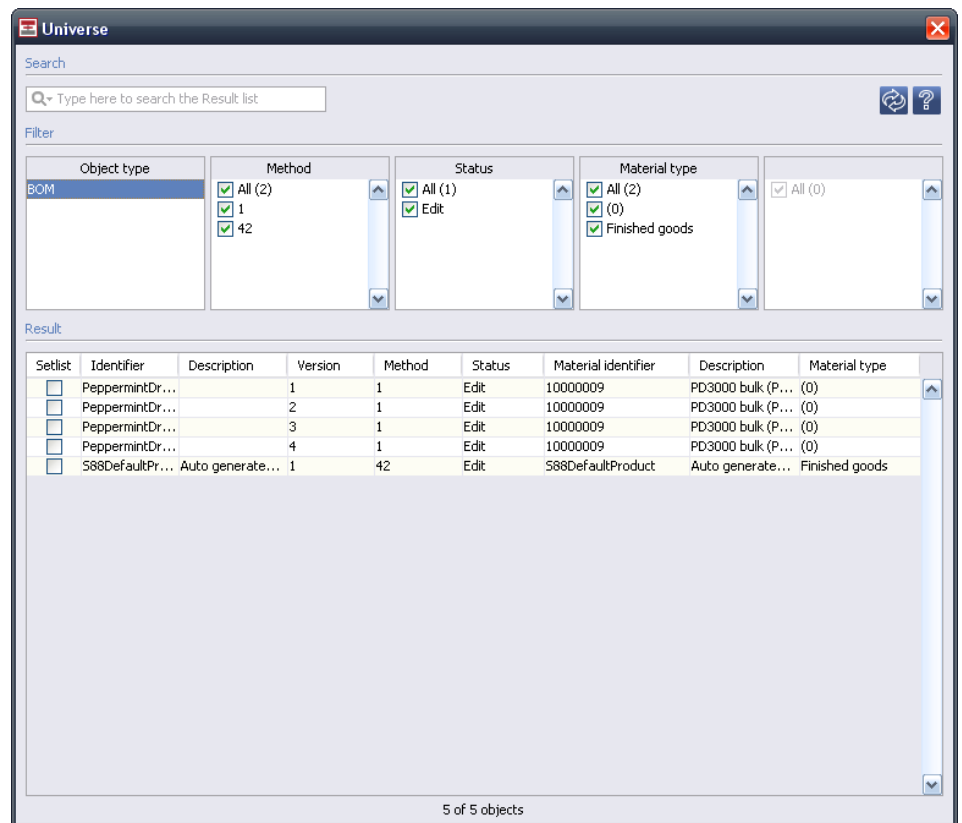 Universe
Search
Type here to search the Result list
Filter
Object type Method Status Material type
BOM All (2) All (1) All (2) All (0)
1 Edit (0)
42 Finished goods
Result
Setlist Identifier Description Version Method Status Material identifier Description Material type
PeppermintDr... 1 1 Edit 10000009 PD3000 bulk (P... (0)
PeppermintDr... 2 1 Edit 10000009 PD3000 bulk (P... (0)
PeppermintDr... 3 1 Edit 10000009 PD3000 bulk (P... (0)
PeppermintDr... 4 1 Edit 10000009 PD3000 bulk (P... (0)
S88DefaultPr... Auto generate... 1 42 Edit S88DefaultProduct Auto generate... Finished goods
5 of 5 objects